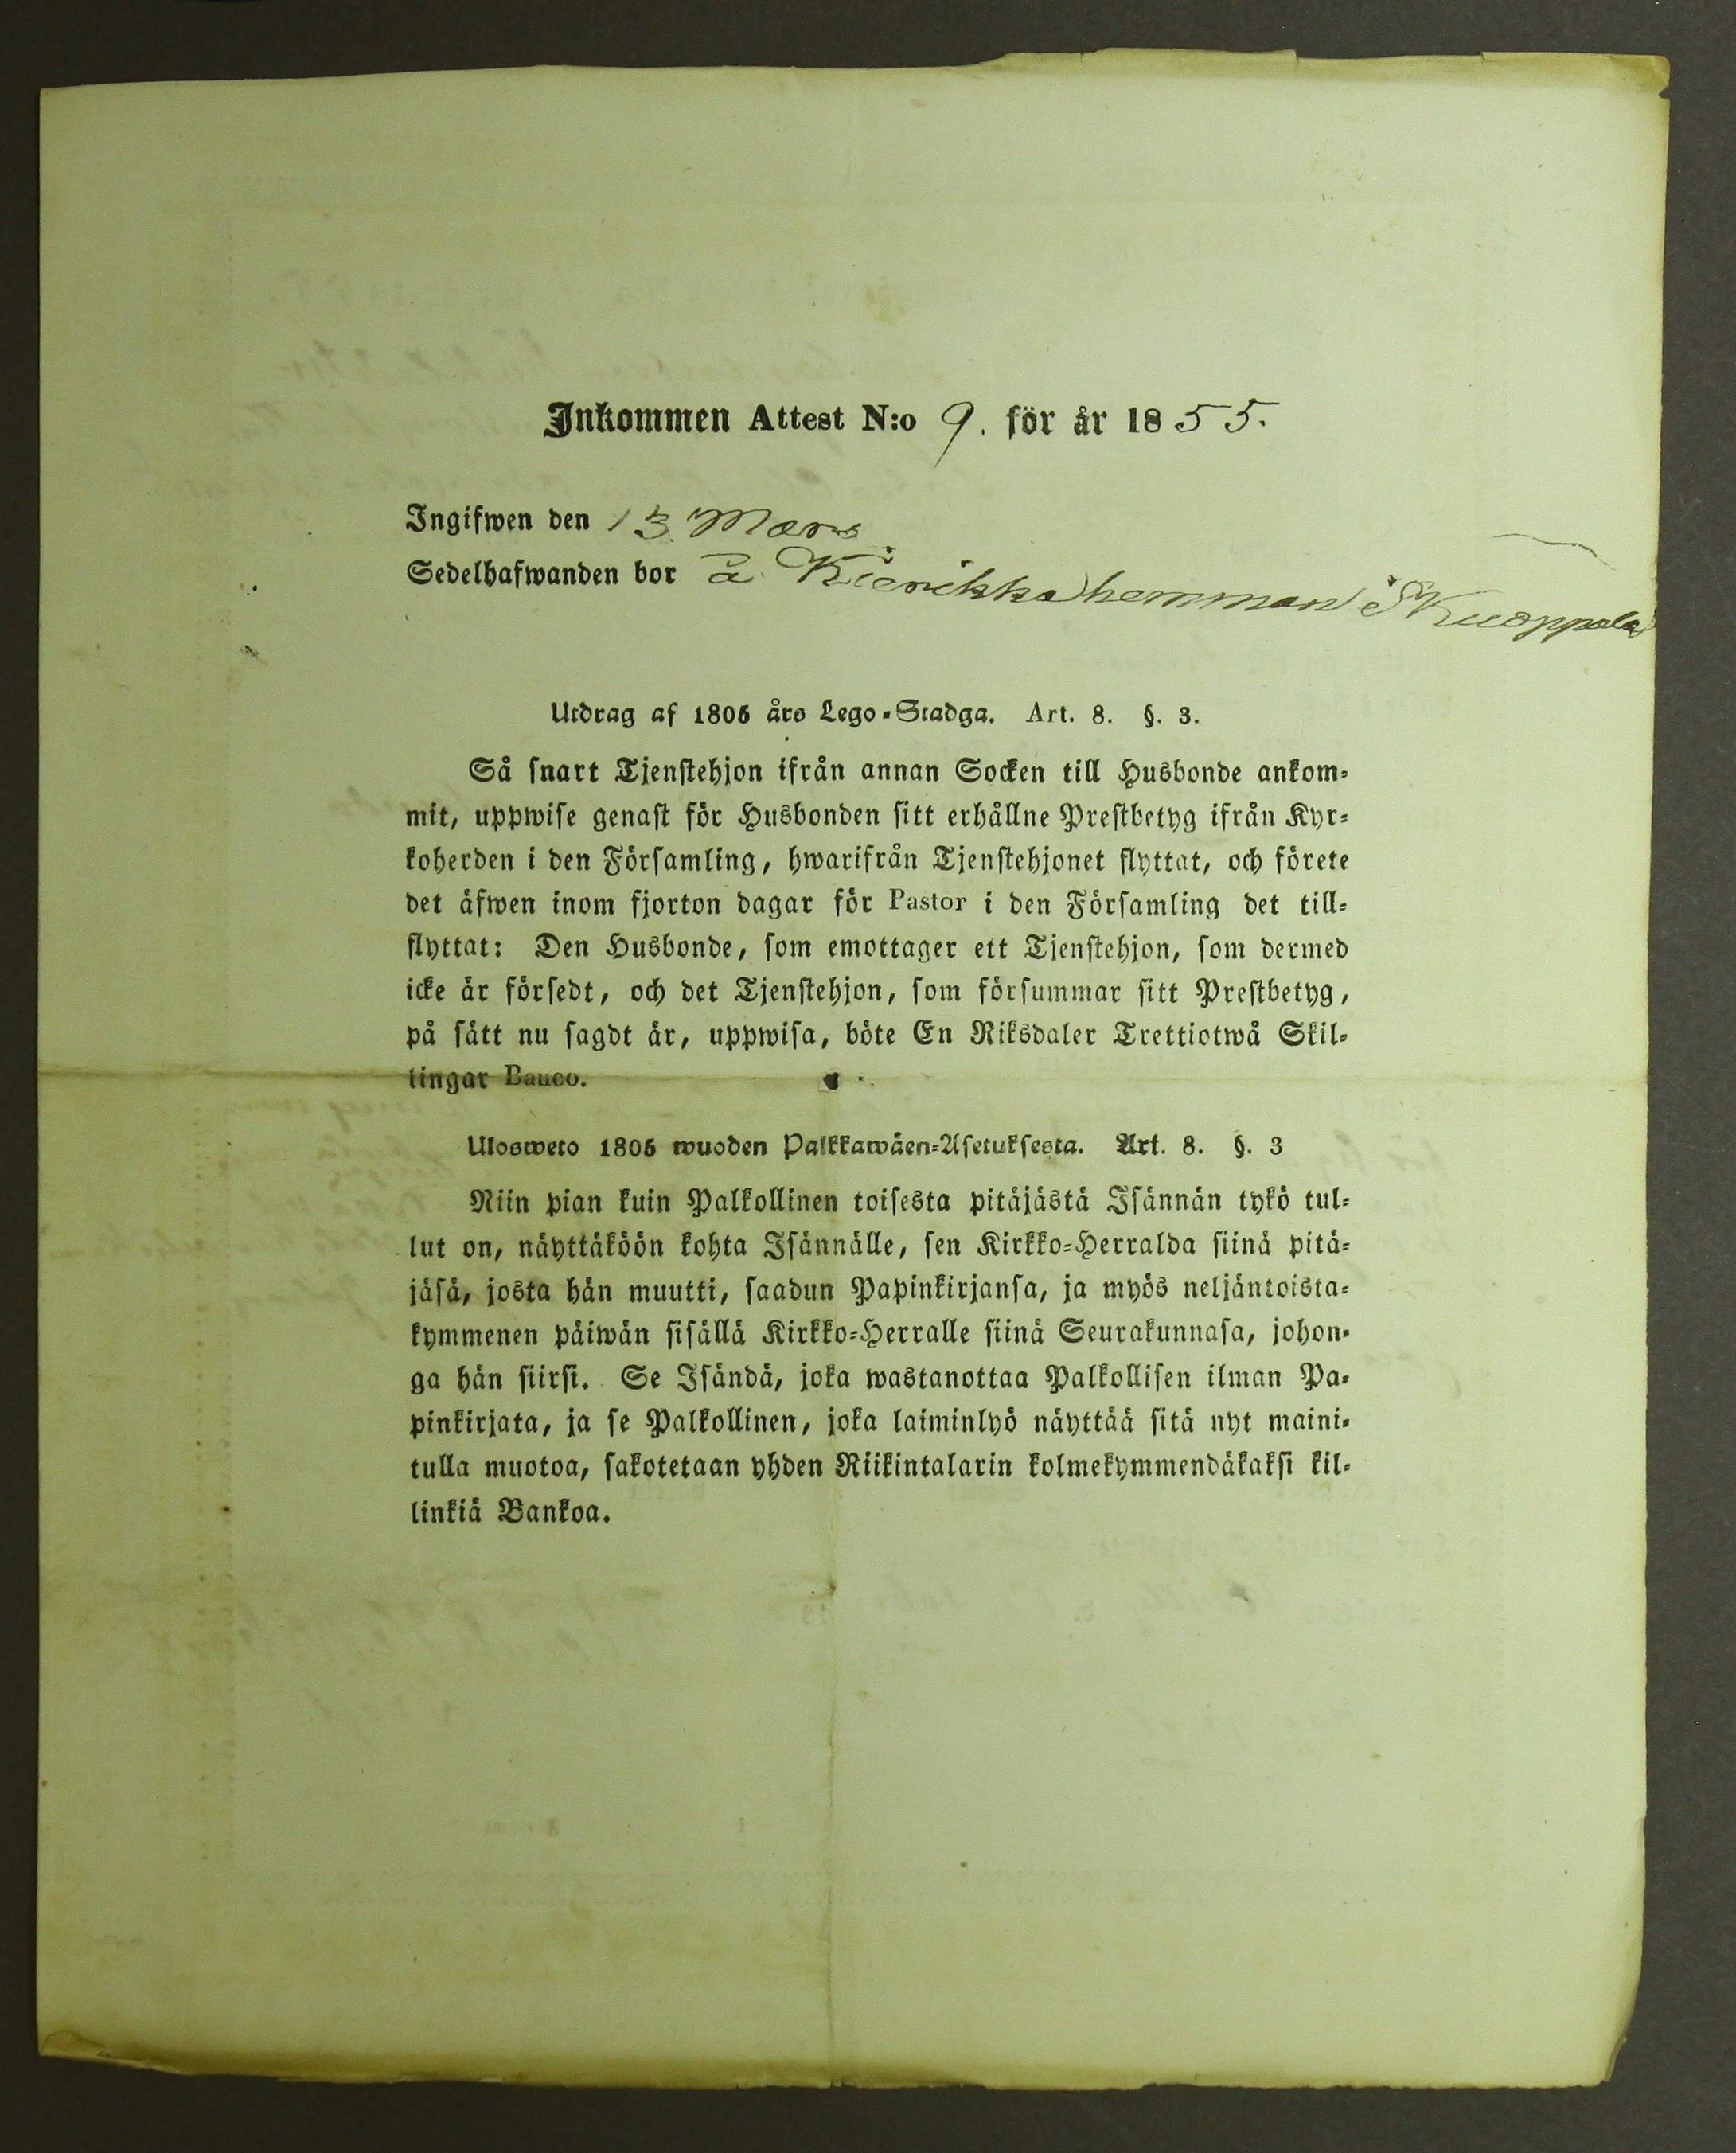 Inkommen Attest N:o 9. för år 1855.
Ingifwen den 13 Mars
Sedelhafwanden bor å Kierikka hemman i Kuoppala
Utdrag af 1805 års Lego-Stadga. Art. 8. §. 3.
Så snart Tjenstehjon ifrån annan Socken till Husbonde ankom-
mit, uppwise genast för Husbonden sitt erhållne Prestbetyg ifrån Kyr-
koherden i den Församling, hwarifrån Tjenstehjonet flyttat, och förete
det äfwen inom fjorton dagar för Pastor i den Församling det till-
flyttat: Den Husbonde, som emottager ett Tjenstehjon, som dermed
icke är försedt, och det Tjenstehjon, som försummar sitt Prestbetyg,
på sätt nu sagdt är, uppwisa, böte En Riksdaler Trettiotwå Skil-
lingar Banco.
Ulosweto 1805 wuoden Palkkawäen-Asetuksesta. Art. 8. §. 3
Niin pian kuin Palkollinen toisesta pitäjästä Isännän tykö tul-
lut on, näyttäköön kohta Isännälle, sen Kirkko-Herralda siinä pitä-
jäsä, josta hän muutti, saadun Papinkirjansa, ja myös neljäntoista-
kymmenen päiwän sisällä Kirkko-Herralle siinä Seurakunnasa, johon-
ga hän siirsi. Se Isändä, joka wastanottaa Palkollisen ilman Pa-
pinkirjata, ja se Palkollinen, joka laiminlyö näyttää sitä nyt maini-
tulla muotoa, sakotetaan yhden Riikintalarin kolmekymmendäkaksi kil-
linkiä Bankoa.